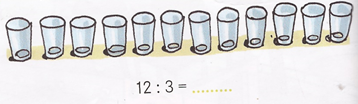 12 : 3 = .........